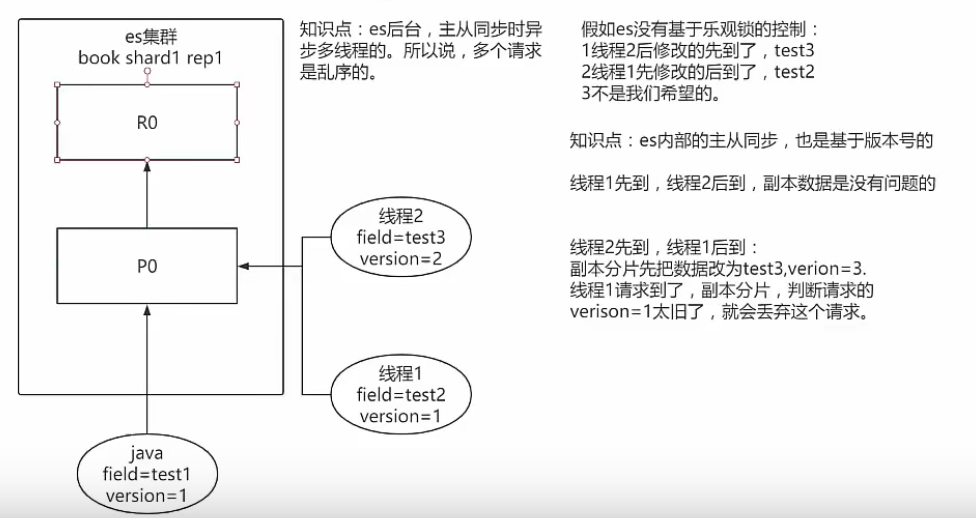 es集群
book shard1 rep1
R0
P0
java
field=test1
version=1
知识点：es后台，主从同步时异
步多线程的。所以说，多个请求
是乱序的。
线程2
field=test3
version=2
线程1
field=test2
version=1
假如es没有基于乐观锁的控制：
1线程2后修改的先到了，test3
2线程1先修改的后到了，test2
3不是我们希望的。
知识点：es内部的主从同步，也是基于版本号的
线程1先到，线程2后到，副本数据是没有问题的
线程2先到，线程1后到：
副本分片先把数据改为test3,verion=3.
线程1请求到了，副本分片，判断请求的
verison=1太旧了，就会丢弃这个请求。